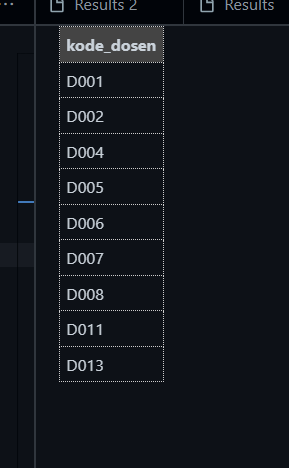 ... Results 2 Results
kode_dosen
D001
D002
D004
D005
D006
D007
D008
D011
D013